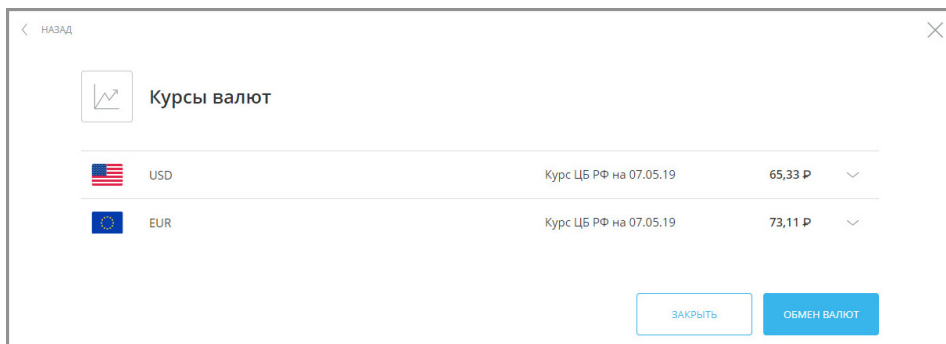 НАЗАД
Курсы валют
USD Курс ЦБ РФ на 07.05.19 65,33 ₽
EUR Курс ЦБ РФ на 07.05.19 73,11 ₽
ЗАКРЫТЬ ОБМЕН ВАЛЮТ